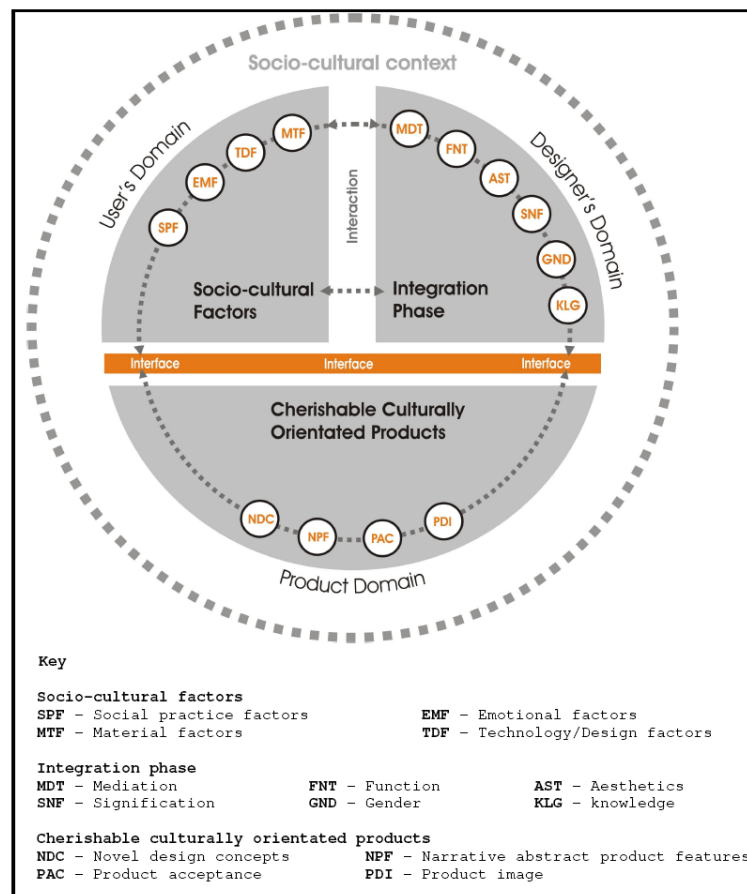 Socio-cultural context
User's Domain
Designer's Domain
MTF
TDF
EMF
SPF
Interaction
MDT
FNT
AST
SNF
GND
KLG
Socio-cultural
Factors
Integration
Phase
Interface
Interface
Interface
Cherishable Culturally
Orientated Products
NDC
NPF
PAC
PDI
Product Domain
Key
Socio-cultural factors
SPF – Social practice factors EMF – Emotional factors
MTF – Material factors TDF – Technology/Design factors
Integration phase
MDT – Mediation FNT – Function AST – Aesthetics
SNF – Signification GND – Gender KLG – knowledge
Cherishable culturally orientated products
NDC – Novel design concepts NPF – Narrative abstract product features
PAC – Product acceptance PDI – Product image